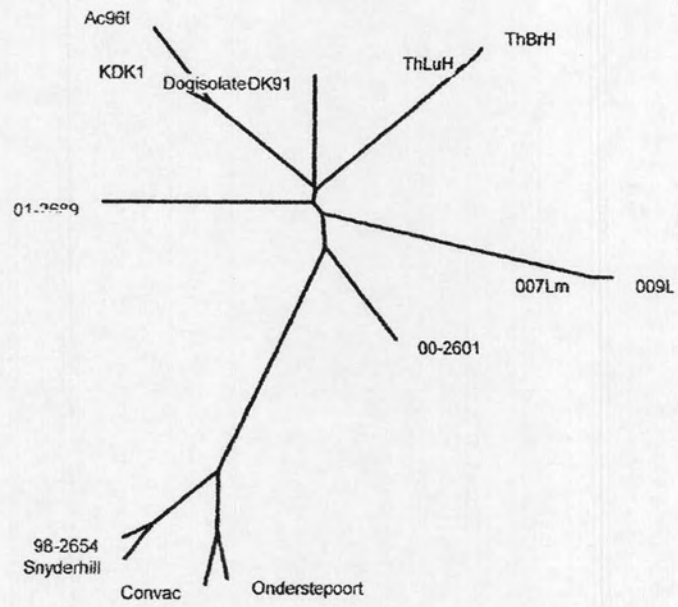 Ac96I
ThBrH
KDK1
DogisolateDK91
ThLuH
007Lm
009L
00-2601
98-2654
Snyderhill
Convac
Onderstepoort